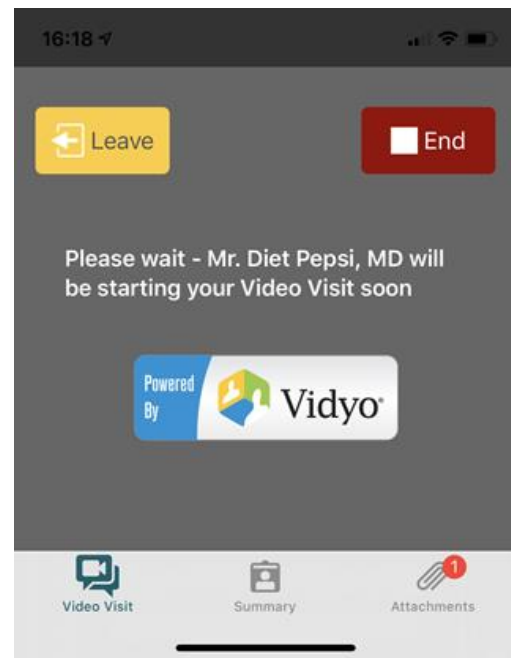 16:18
Leave
End
Please wait - Mr. Diet Pepsi, MD will
be starting your Video Visit soon
Powered
By
Vidyo
1
Video Visit
Summary
Attachments